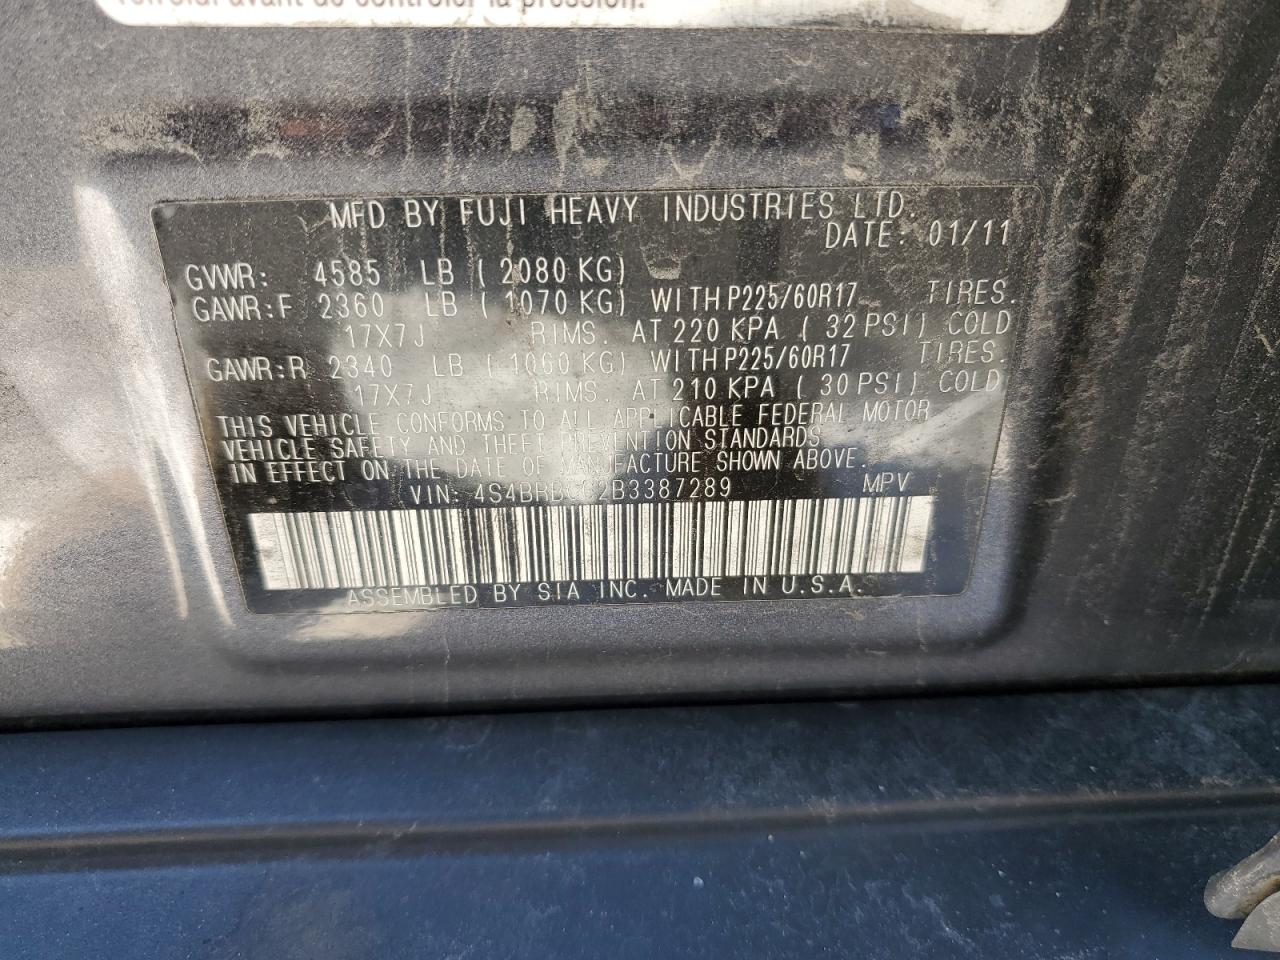 avant de contrôler la pression.
MFD BY FUJI HEAVY INDUSTRIES LTD.
DATE: 01/11
GVWR: 4585 LB ( 2080 KG)
GAWR: F 2360 LB ( 1070 KG) WITH P225/60R17 TIRES.
17X7J RIMS. AT 220 KPA ( 32 PSI) COLD
GAWR: R 2340 LB ( 1060 KG) WITH P225/60R17 TIRES.
17X7J RIMS. AT 210 KPA ( 30 PSI) COLD
THIS VEHICLE CONFORMS TO ALL APPLICABLE FEDERAL MOTOR
VEHICLE SAFETY AND THEFT PREVENTION STANDARDS
IN EFFECT ON THE DATE OF MANUFACTURE SHOWN ABOVE.
VIN: MPV
ASSEMBLED BY SIA INC. MADE IN U.S.A.